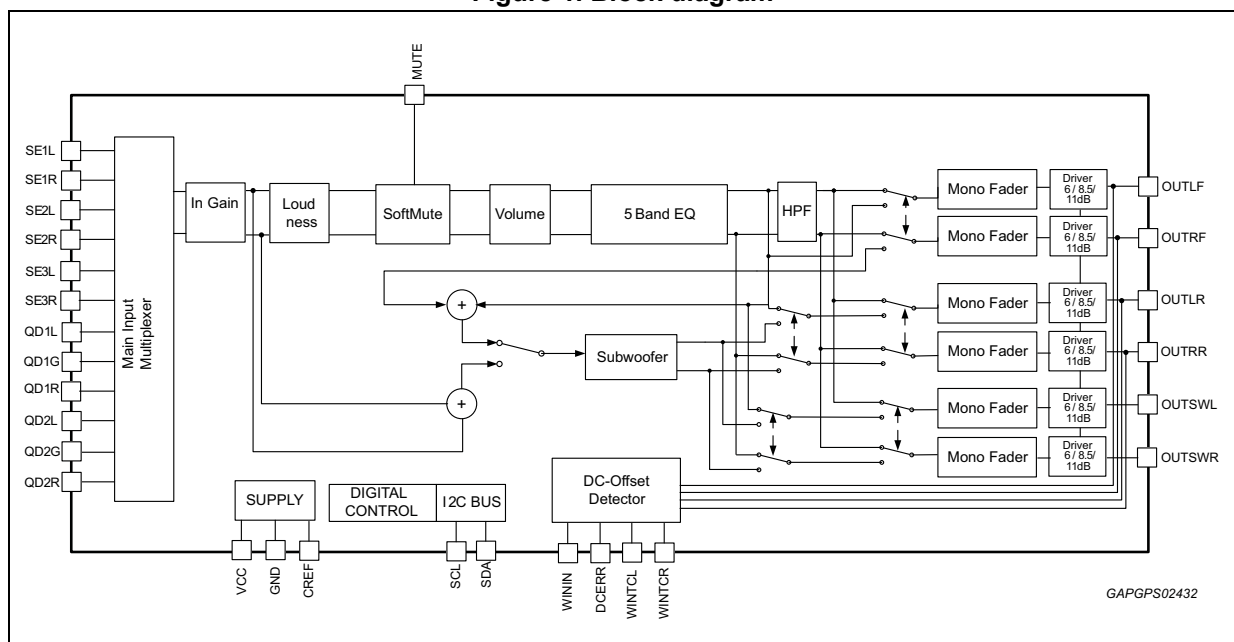 Figure 1. Block diagram
MUTE
SE1L
SE1R
SE2L
SE2R
SE3L
SE3R
QD1L
QD1G
QD1R
QD2L
QD2G
QD2R
Main Input
Multiplexer
In Gain
Loud
ness
SoftMute
Volume
5 Band EQ
HPF
Mono Fader
Driver
6 / 8.5/
11dB
OUTLF
Mono Fader
Driver
6 / 8.5/
11dB
OUTRF
Mono Fader
Driver
6 / 8.5/
11dB
OUTLR
Mono Fader
Driver
6 / 8.5/
11dB
OUTRR
Mono Fader
Driver
6 / 8.5/
11dB
OUTSWL
Mono Fader
Driver
6 / 8.5/
11dB
OUTSWR
+
+
Subwoofer
SUPPLY
VCC
GND
CREF
DIGITAL
CONTROL
I2C BUS
SCL
SDA
DC-Offset
Detector
WININ
DCERR
WINTCL
WINTCR
GAPGPS02432